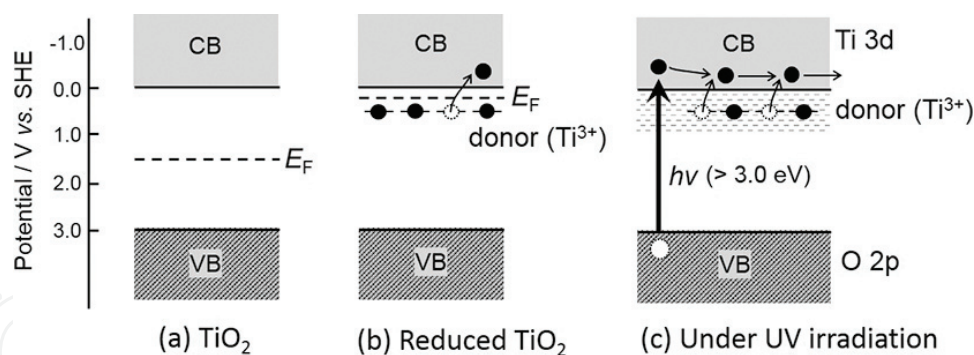 Potential / V vs. SHE
-1.0
0.0
1.0
2.0
3.0
CB
E_F
VB
(a) TiO₂
CB
E_F
donor (Ti³⁺)
VB
(b) Reduced TiO₂
CB
Ti 3d
donor (Ti³⁺)
hν (> 3.0 eV)
VB
O 2p
(c) Under UV irradiation